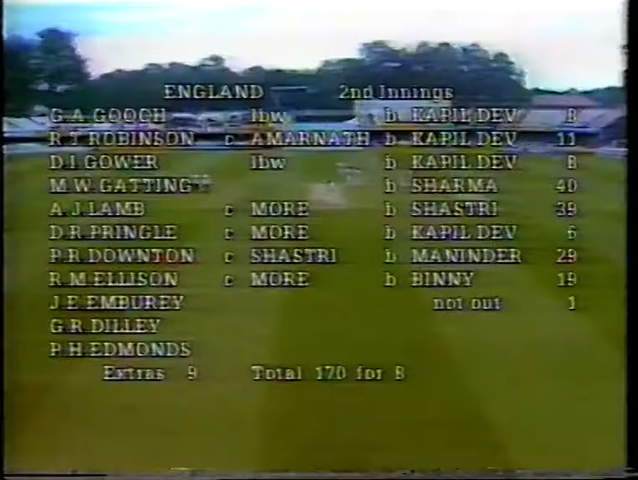 ENGLAND 2nd Innings
G.A.GOOCH lbw b KAPIL DEV 8
R.T.ROBINSON c AMARNATH b KAPIL DEV 11
D.I.GOWER lbw b KAPIL DEV 8
M.W.GATTING b SHARMA 40
A.J.LAMB c MORE b SHASTRI 39
D.R.PRINGLE c MORE b KAPIL DEV 6
P.R.DOWNTON c SHASTRI b MANINDER 29
R.M.ELLISON c MORE b BINNY 19
J.E.EMBUREY not out 1
G.R.DILLEY
P.H.EDMONDS
Extras 9 Total 170 for 8